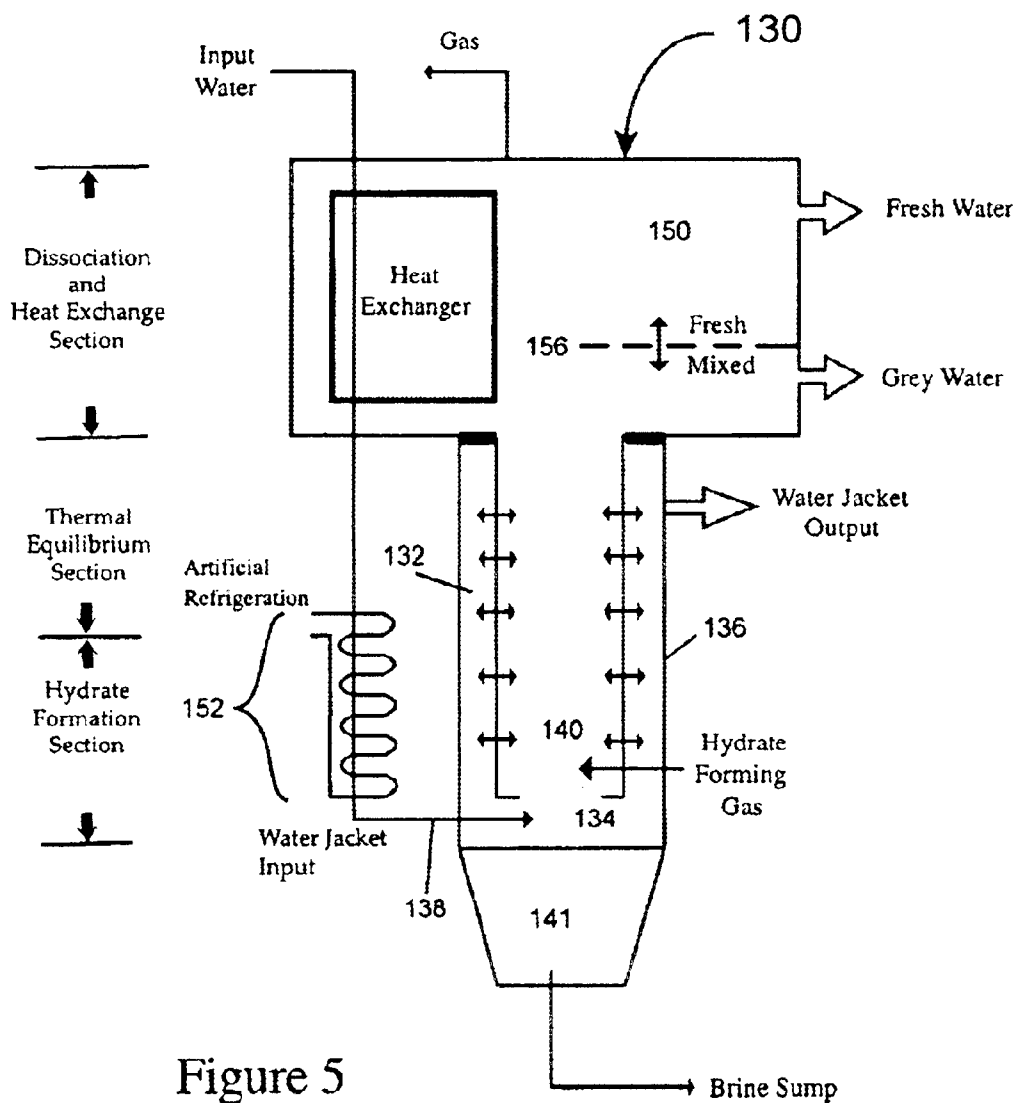 130
Gas
Input
Water
150
Fresh Water
Dissociation
and
Heat Exchange
Section
Heat
Exchanger
156
Fresh
Mixed
Grey Water
Thermal
Equilibrium
Section
Water Jacket
Output
132
Artificial
Refrigeration
136
Hydrate
Formation
Section
152
140
Hydrate
Forming
Gas
134
Water Jacket
Input
138
141
Figure 5
Brine Sump